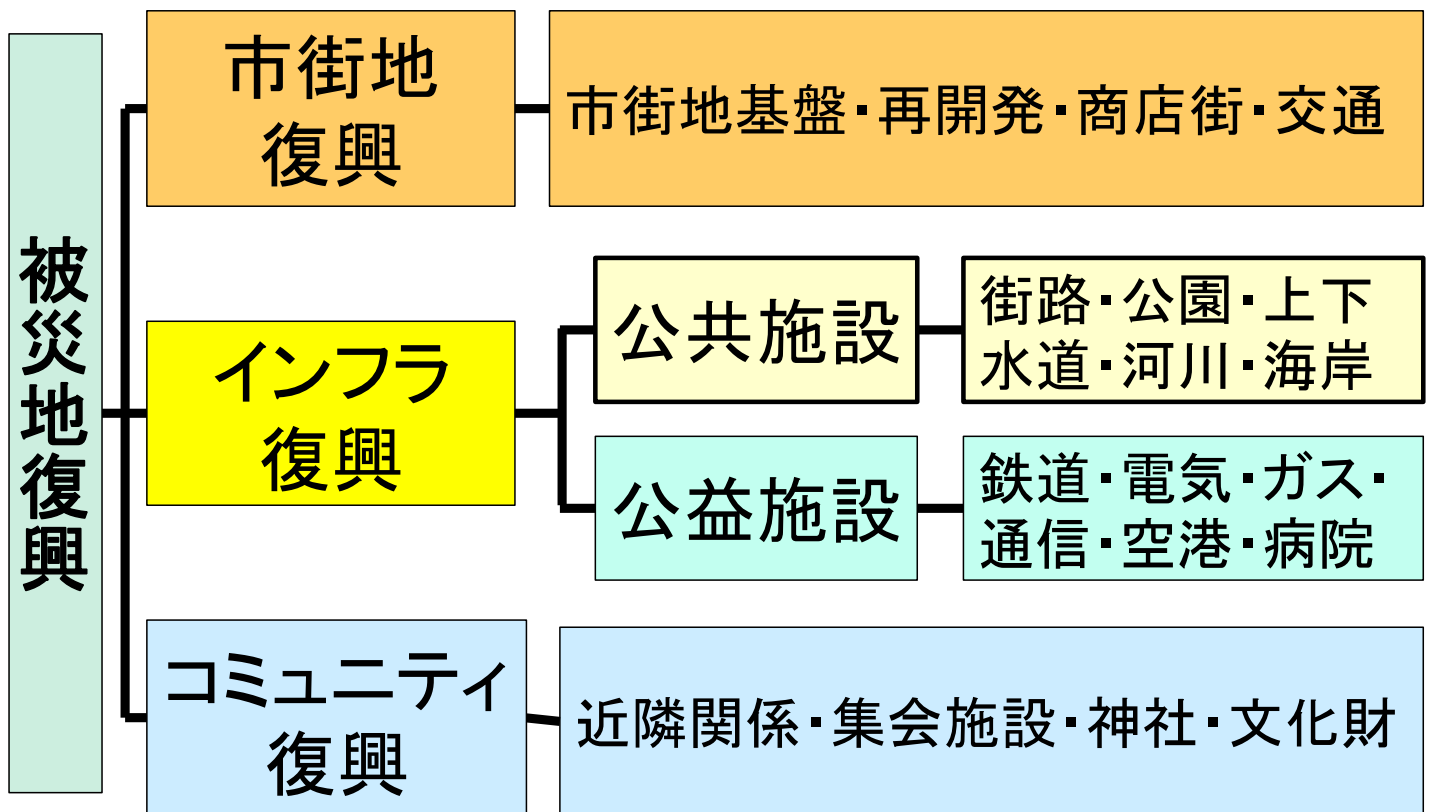 被災地復興
市街地
復興
市街地基盤・再開発・商店街・交通
インフラ
復興
公共施設
街路・公園・上下
水道・河川・海岸
公益施設
鉄道・電気・ガス・
通信・空港・病院
コミュニティ
復興
近隣関係・集会施設・神社・文化財